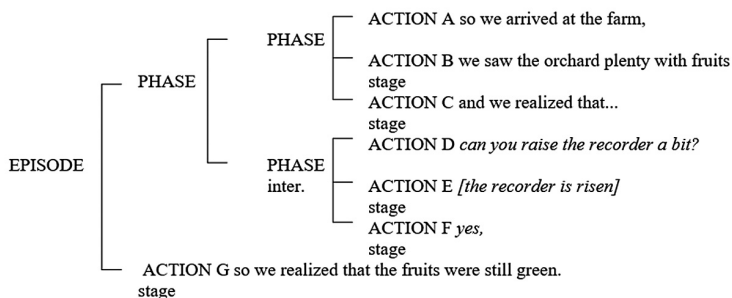 ACTION A so we arrived at the farm,
PHASE
ACTION B we saw the orchard plenty with fruits
stage
PHASE
ACTION C and we realized that...
stage
ACTION D can you raise the recorder a bit?
EPISODE
PHASE
inter.
ACTION E [the recorder is risen]
stage
ACTION F yes,
stage
ACTION G so we realized that the fruits were still green.
stage